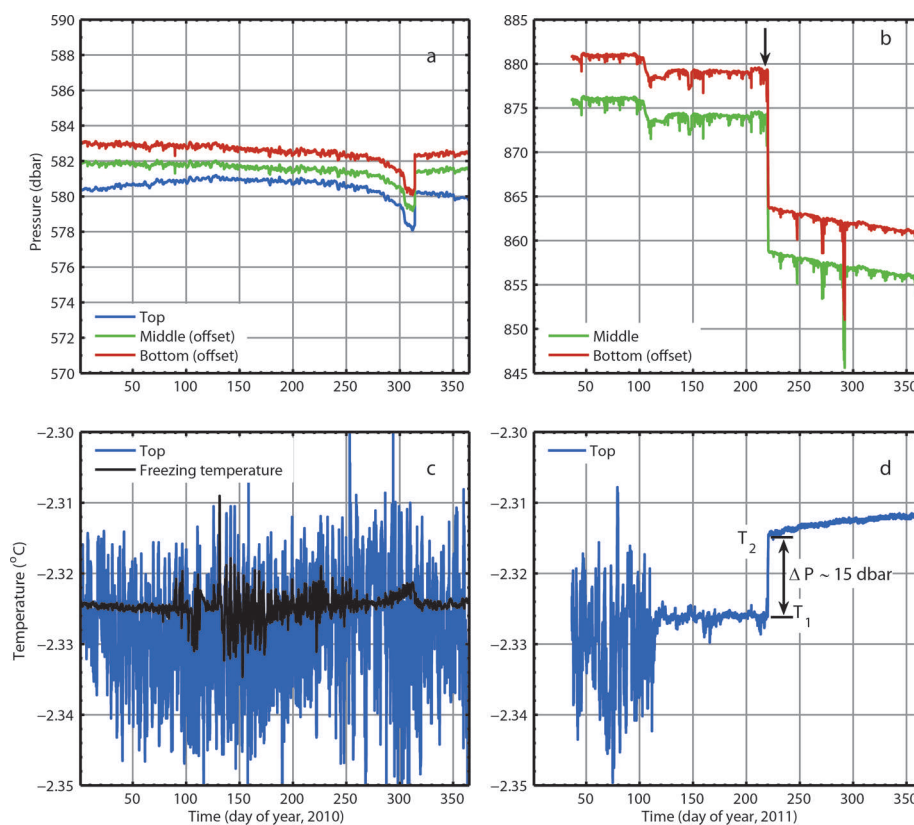 590
588
585
583
582
580
578
576
573
572
570
Pressure (dbar)
a
Top
Middle (offset)
Bottom (offset)
50 100 150 200 250 300 350
885
b
880
875
870
865
860
855
850
845
Middle
Bottom (offset)
50 100 150 200 250 300 350
−2.30
−2.31
−2.32
−2.33
−2.34
−2.35
Temperature (°C)
Top
Freezing temperature
c
50 100 150 200 250 300 350
Time (day of year, 2010)
−2.30
−2.31
−2.32
−2.33
−2.34
−2.35
Top
d
T2
Δ P ~ 15 dbar
T1
50 100 150 200 250 300 350
Time (day of year, 2011)